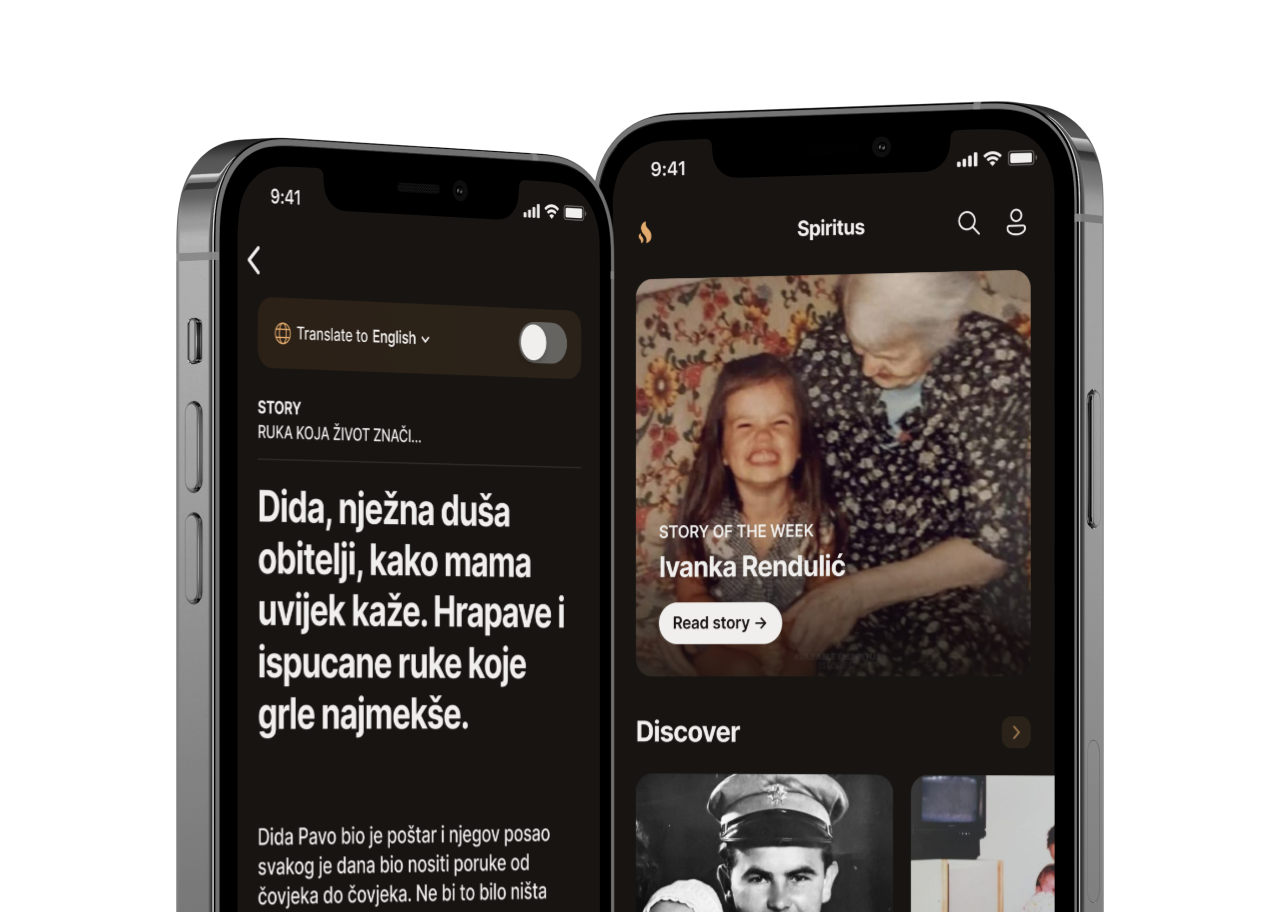 9:41
Translate to English
STORY
RUKA KOJA ŽIVOT ZNAČI...
Dida, nježna duša
obitelji, kako mama
uvijek kaže. Hrapave i
ispucane ruke koje
grle najmekše.
Dida Pavo bio je poštar i njegov posao
svakog je dana bio nositi poruke od
čovjeka do čovjeka. Ne bi to bilo ništa
9:41
Spiritus
STORY OF THE WEEK
Ivanka Rendulić
Read story →
Discover